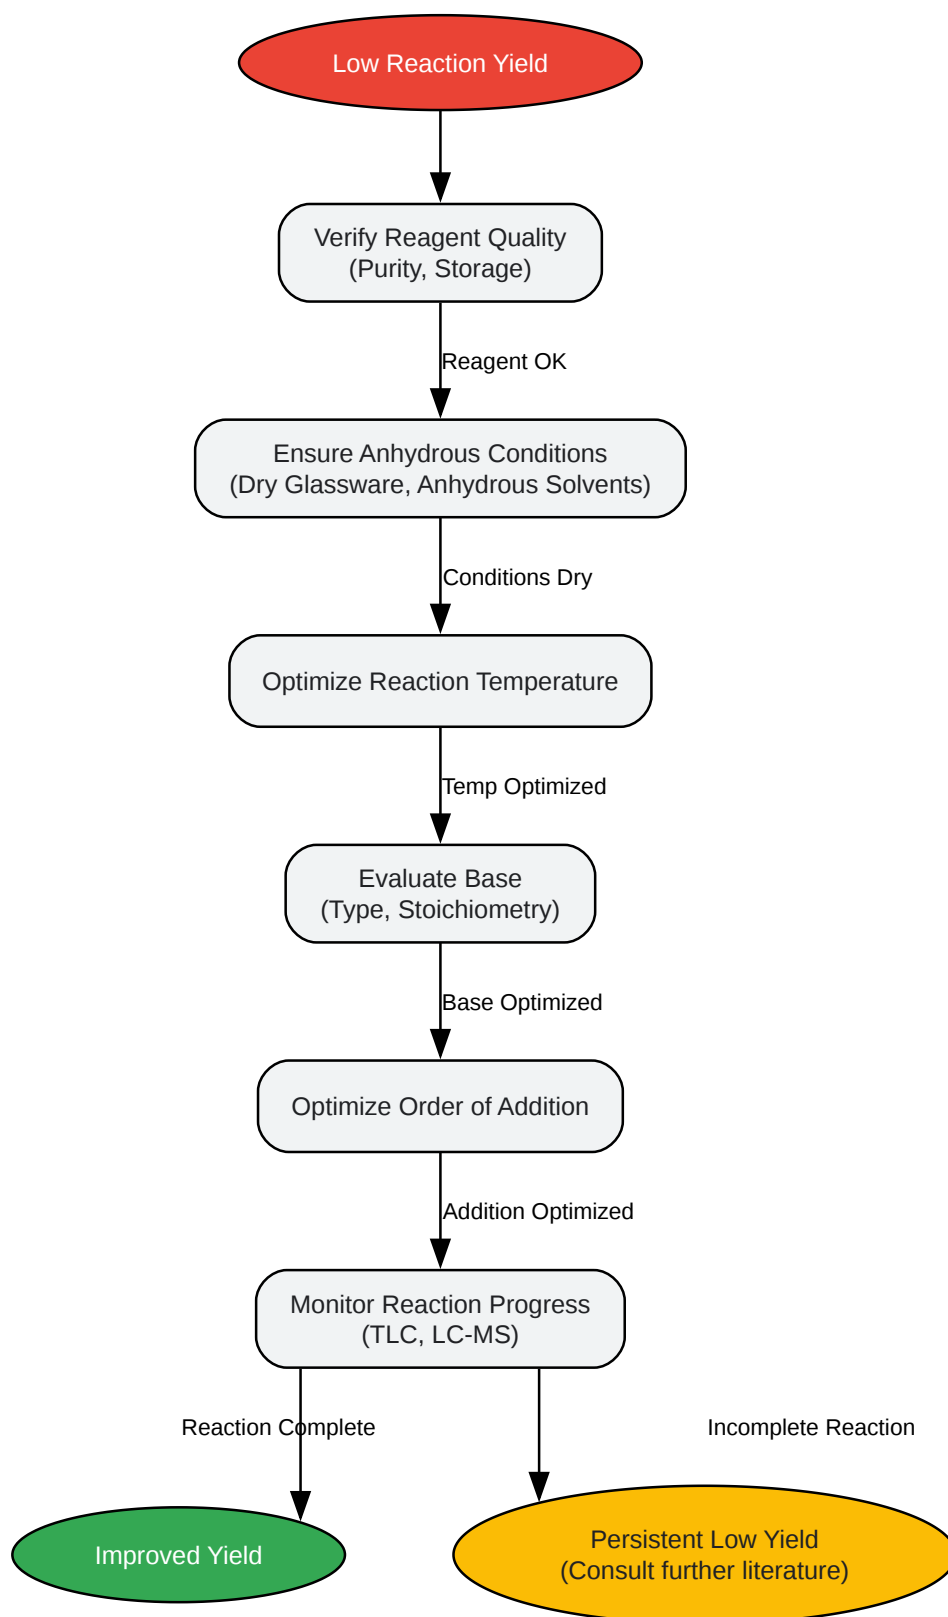 Low Reaction Yield
Verify Reagent Quality
(Purity, Storage)
Reagent OK
Ensure Anhydrous Conditions
(Dry Glassware, Anhydrous Solvents)
Conditions Dry
Optimize Reaction Temperature
Temp Optimized
Evaluate Base
(Type, Stoichiometry)
Base Optimized
Optimize Order of Addition
Addition Optimized
Monitor Reaction Progress
(TLC, LC-MS)
Reaction Complete
Incomplete Reaction
Improved Yield
Persistent Low Yield
(Consult further literature)